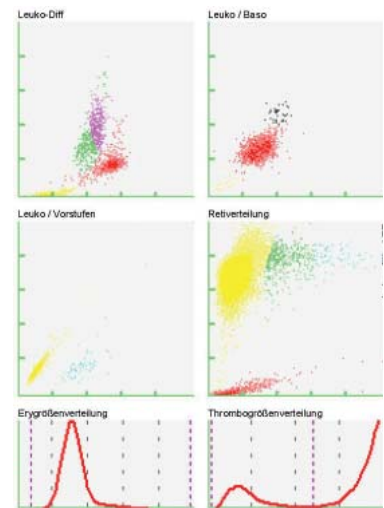 Leuko-Diff
Leuko / Baso
Leuko / Vorstufen
Retiverteilung
Erygrößenverteilung
Thrombogrößenverteilung